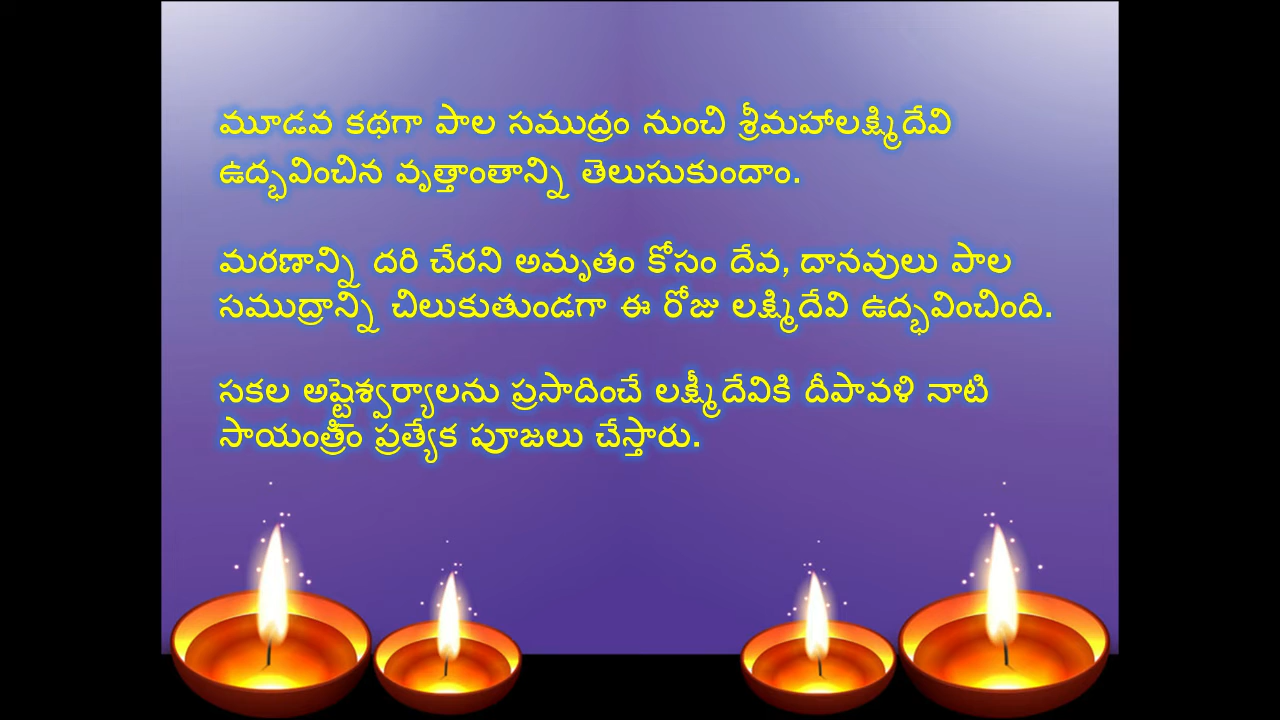 మూడవ కథగా పాల సముద్రం నుంచి శ్రీమహాలక్ష్మిదేవి
ఉద్భవించిన వృత్తాంతాన్ని తెలుసుకుందాం.
మరణాన్ని దరి చేరని అమృతం కోసం దేవ, దానవులు పాల
సముద్రాన్ని చిలుకుతుండగా ఈ రోజు లక్ష్మిదేవి ఉద్భవించింది.
సకల అష్టైశ్వర్యాలను ప్రసాదించే లక్ష్మీదేవికి దీపావళి నాటి
సాయంత్రిం ప్రత్యేక పూజలు చేస్తారు.